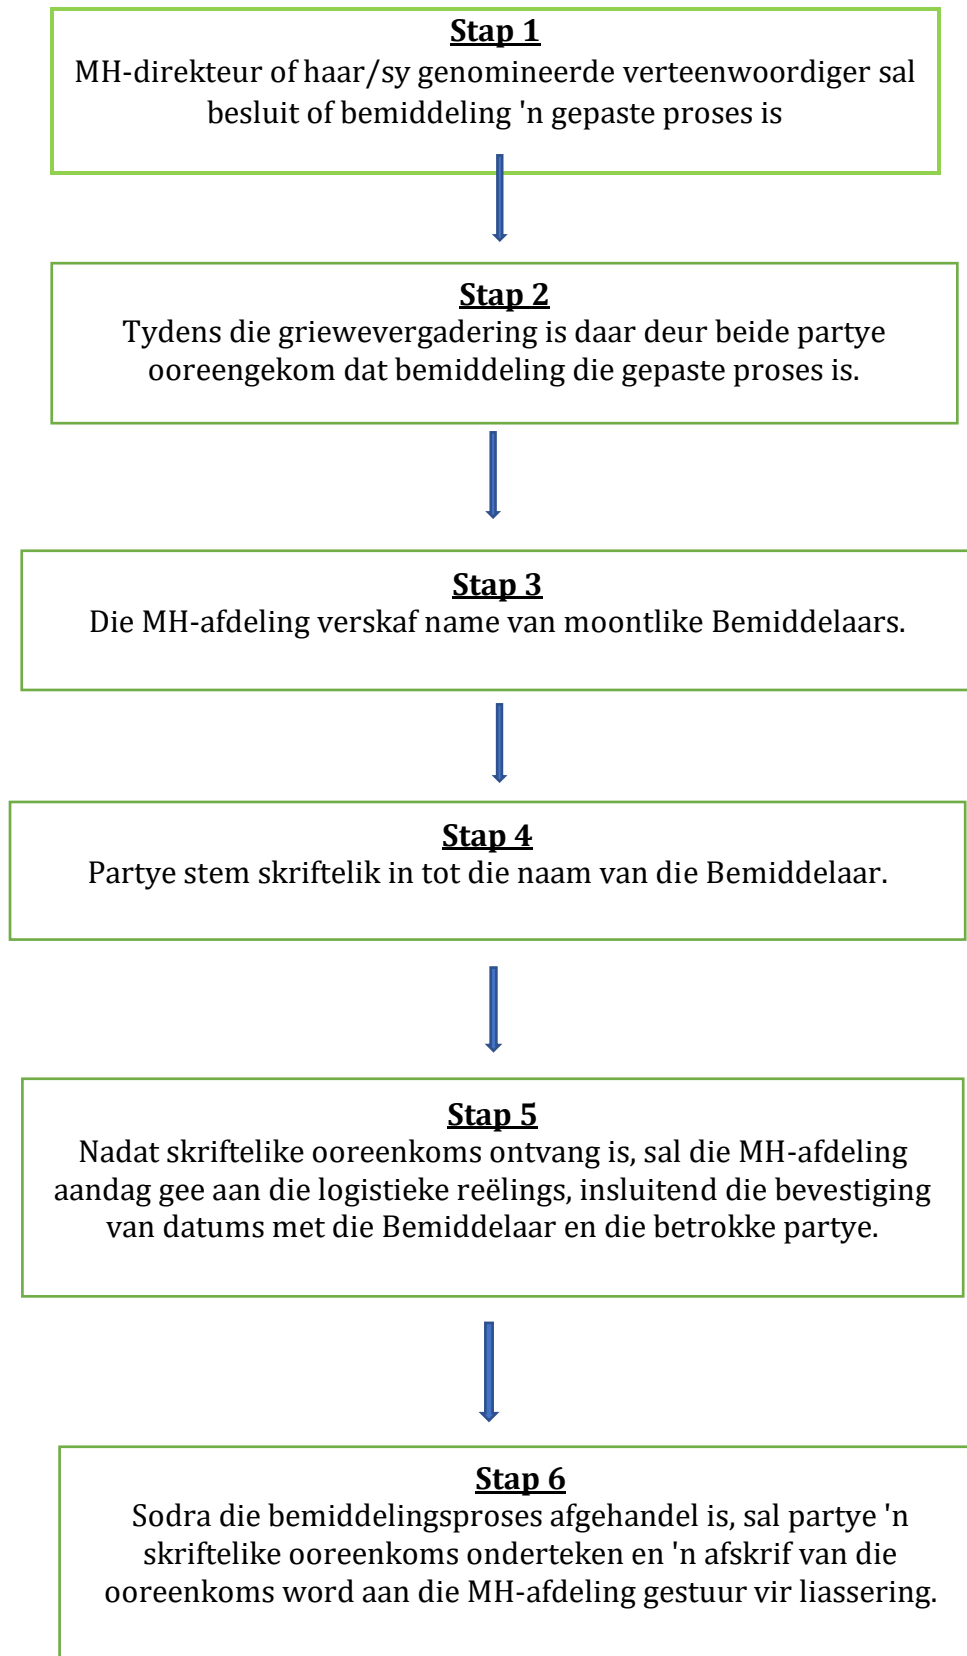 Stap 1
MH-direkteur of haar/sy genomineerde verteenwoordiger sal
besluit of bemiddeling 'n gepaste proses is
Stap 2
Tydens die griewevergadering is daar deur beide partye
ooreengekom dat bemiddeling die gepaste proses is.
Stap 3
Die MH-afdeling verskaf name van moontlike Bemiddelaars.
Stap 4
Partye stem skriftelik in tot die naam van die Bemiddelaar.
Stap 5
Nadat skriftelike ooreenkoms ontvang is, sal die MH-afdeling
aandag gee aan die logistieke reëlings, insluitend die bevestiging
van datums met die Bemiddelaar en die betrokke partye.
Stap 6
Sodra die bemiddelingsproses afgehandel is, sal partye 'n
skriftelike ooreenkoms onderteken en 'n afskrif van die
ooreenkoms word aan die MH-afdeling gestuur vir liassering.